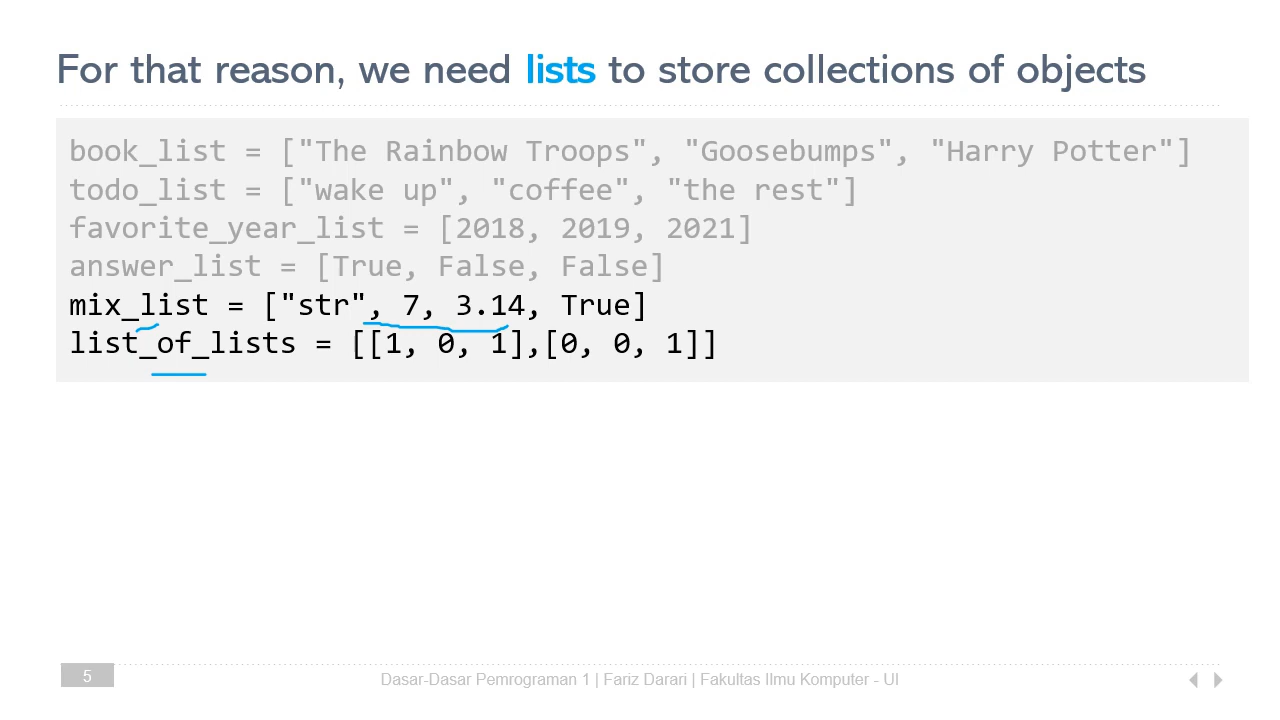 For that reason, we need lists to store collections of objects
book_list = ["The Rainbow Troops", "Goosebumps", "Harry Potter"]
todo_list = ["wake up", "coffee", "the rest"]
favorite_year_list = [2018, 2019, 2021]
answer_list = [True, False, False]
mix_list = ["str", 7, 3.14, True]
list_of_lists = [[1, 0, 1],[0, 0, 1]]
5
Dasar-Dasar Pemrograman 1 | Fariz Darari | Fakultas Ilmu Komputer - UI